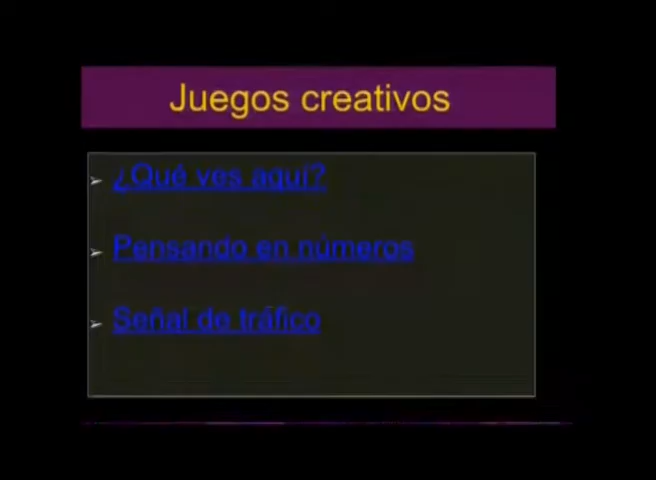 Juegos creativos
¿Qué ves aquí?
Pensando en números
Señal de tráfico